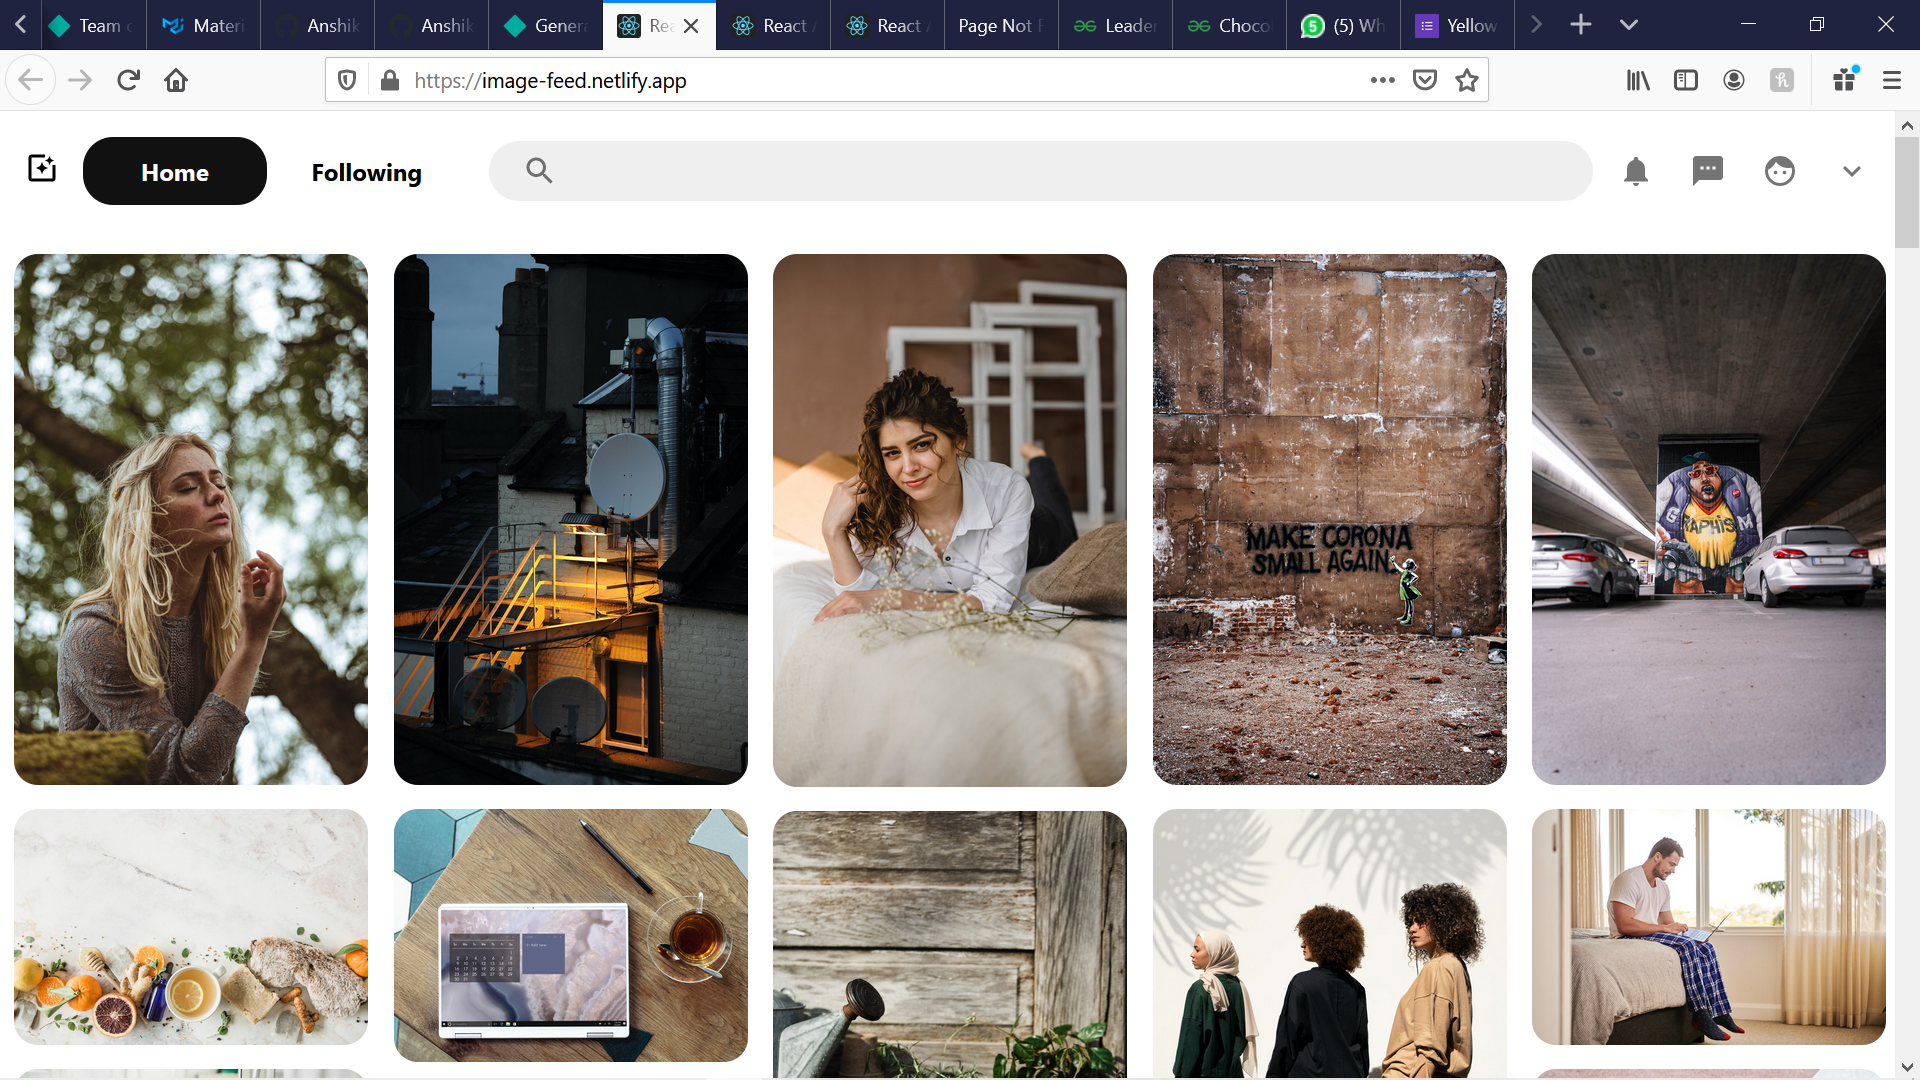 Team
Materi
Anshik
Anshik
Genera
Rea
React
React
Page Not F
Leader
Choco
5
(5) Wh
Yellow
https://image-feed.netlify.app
Home
Following
MAKE CORONA
SMALL AGAIN.
G
RAPHIS
M